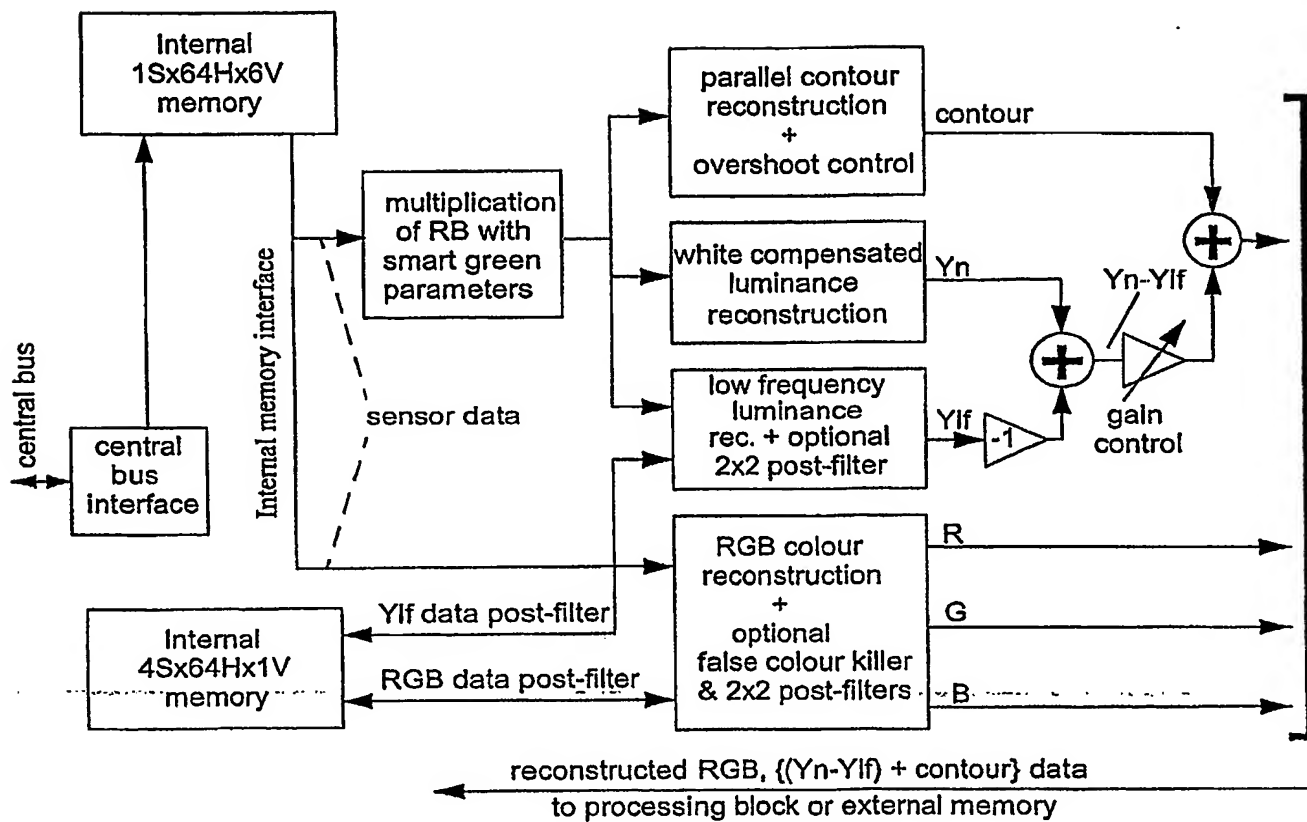 Internal
1Sx64Hx6V
memory
parallel contour
reconstruction
+
overshoot control
contour
multiplication
of RB with
smart green
parameters
white compensated
luminance
reconstruction
Yn
Yn-Ylf
Internal memory interface
sensor data
central bus
central
bus
interface
low frequency
luminance
rec. + optional
2x2 post-filter
Ylf
-1
gain
control
RGB colour
reconstruction
+
optional
false colour killer
& 2x2 post-filters
R
G
B
Ylf data post-filter
Internal
4Sx64Hx1V
memory
RGB data post-filter
reconstructed RGB, {(Yn-Ylf) + contour} data
to processing block or external memory